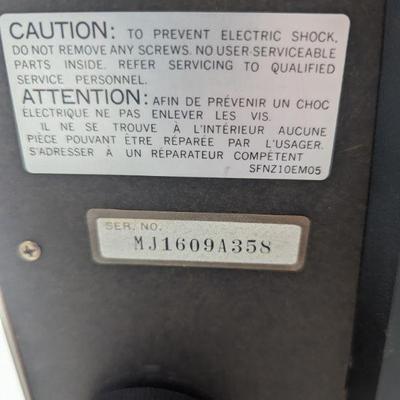 CAUTION: TO PREVENT ELECTRIC SHOCK,
DO NOT REMOVE ANY SCREWS. NO USER-SERVICEABLE
PARTS INSIDE. REFER SERVICING TO QUALIFIED
SERVICE PERSONNEL.
ATTENTION: AFIN DE PRÉVENIR UN CHOC
ÉLECTRIQUE NE PAS ENLEVER LES VIS.
IL NE SE TROUVE À L'INTÉRIEUR AUCUNE
PIÈCE POUVANT ÊTRE RÉPARÉE PAR L'USAGER.
S'ADRESSER A UN RÉPARATEUR COMPÉTENT
SFNZ10EM05
SER. NO.
MJ1609A358